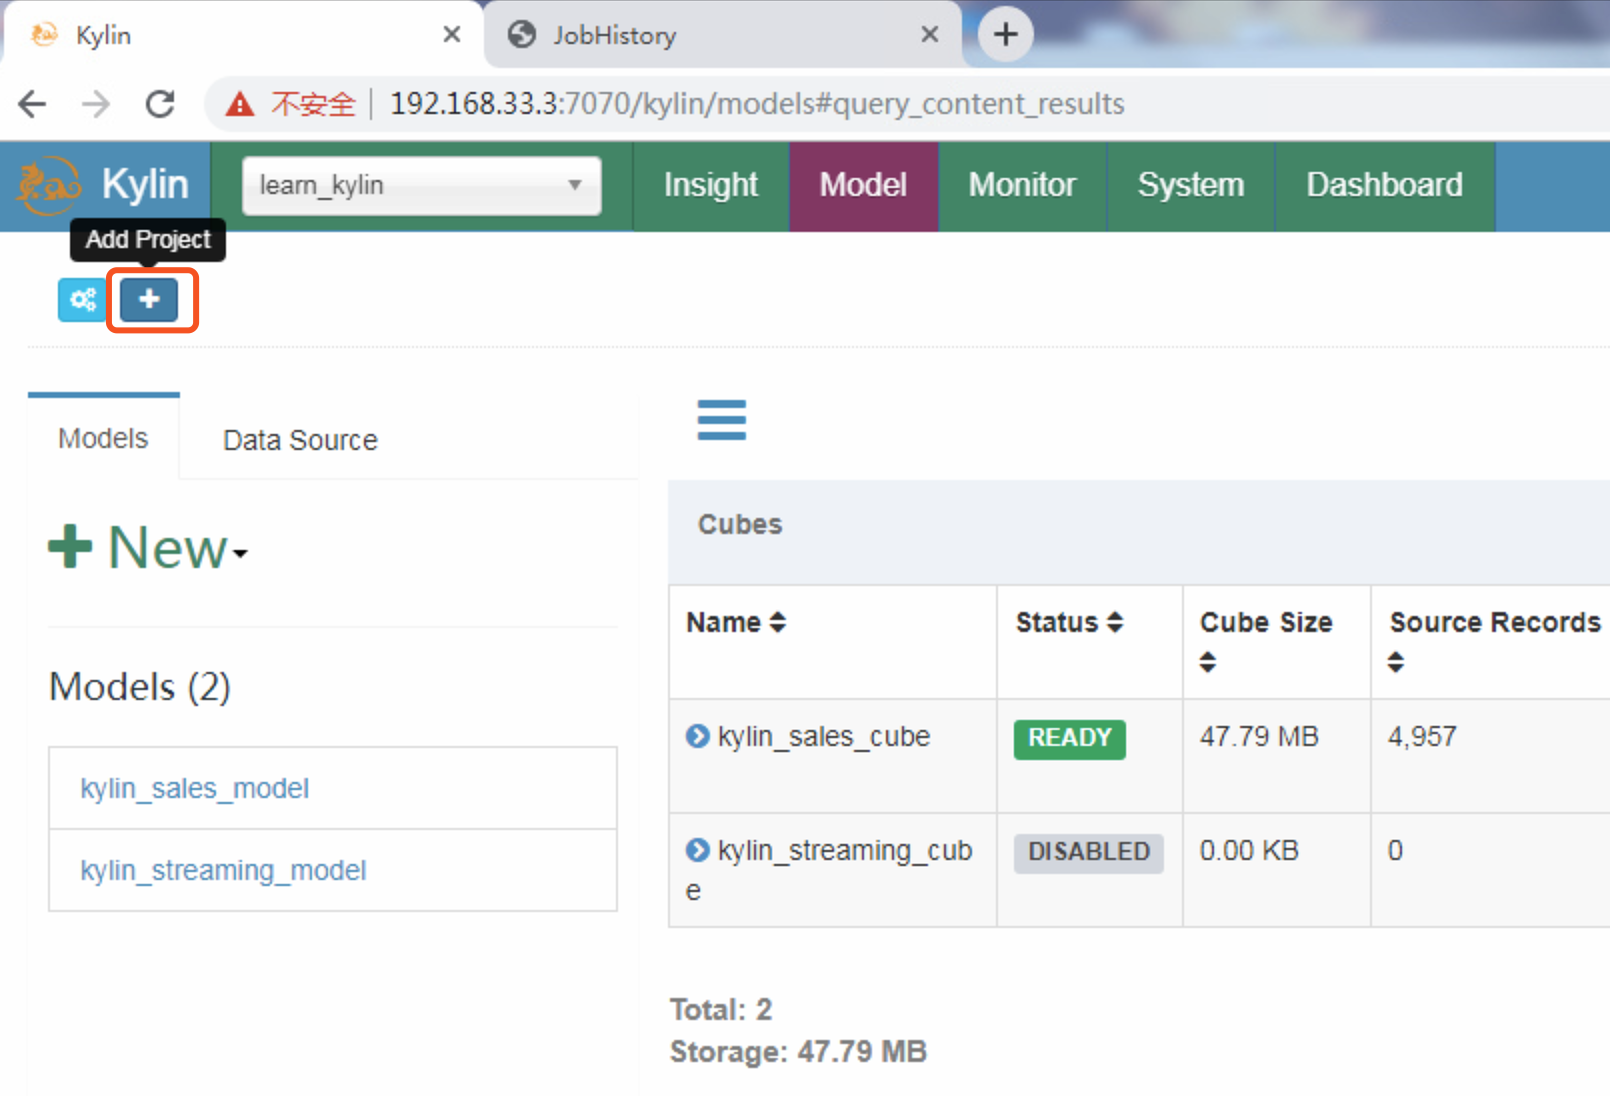 Kylin
JobHistory
不安全
192.168.33.3:7070/kylin/models#query_content_results
Kylin
learn_kylin
Insight
Model
Monitor
System
Dashboard
Add Project
Models
Data Source
New
Models (2)
kylin_sales_model
kylin_streaming_model
Cubes
Name
Status
Cube Size
Source Records
kylin_sales_cube
READY
47.79 MB
4,957
kylin_streaming_cub
e
DISABLED
0.00 KB
0
Total: 2
Storage: 47.79 MB